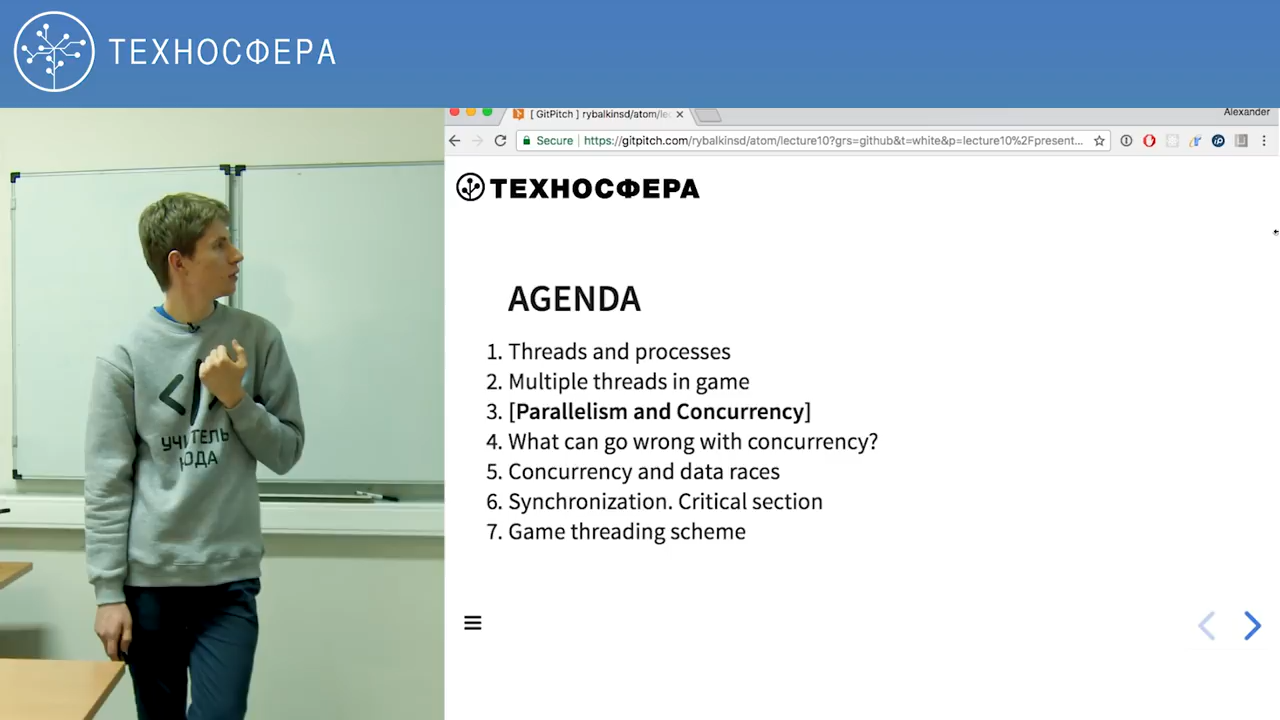 ТЕХНОСФЕРА
[ GitPitch ] rybalkinsd/atom/le
Alexander
Secure https://gitpitch.com/rybalkinsd/atom/lecture10?grs=github&t=white&p=lecture10%2Fpresent...
ТЕХНОСФЕРА
AGENDA
1. Threads and processes
2. Multiple threads in game
3. [Parallelism and Concurrency]
4. What can go wrong with concurrency?
5. Concurrency and data races
6. Synchronization. Critical section
7. Game threading scheme
</>
УЧИТЕЛЬ
КОДА